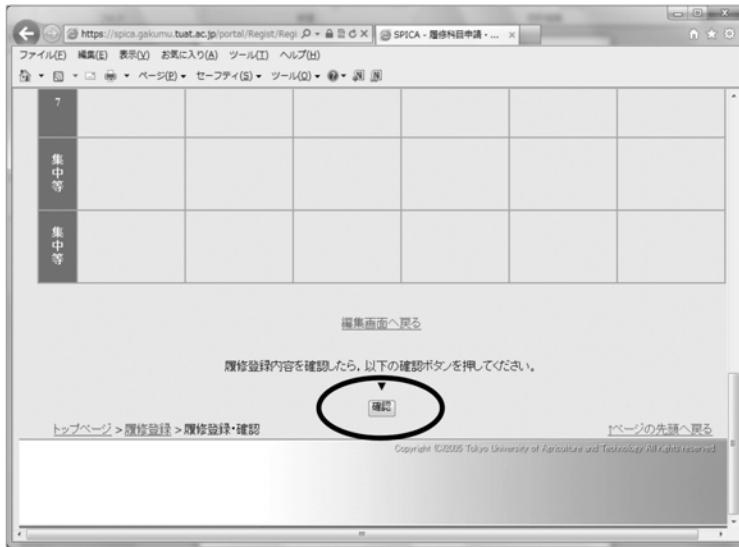 https://spica.gakumu.tuat.ac.jp/portal/Regist/Regi
SPICA - 履修科目申請・...
ファイル(F) 編集(E) 表示(V) お気に入り(A) ツール(T) ヘルプ(H)
ページ(P) セーフティ(S) ツール(O)
7
集中等
集中等
編集画面へ戻る
履修登録内容を確認したら、以下の確認ボタンを押してください。
▼
確認
トップページ > 履修登録 > 履修登録・確認
↑ページの先頭へ戻る
Copyright (C)2005 Tokyo University of Agriculture and Technology All rights reserved.